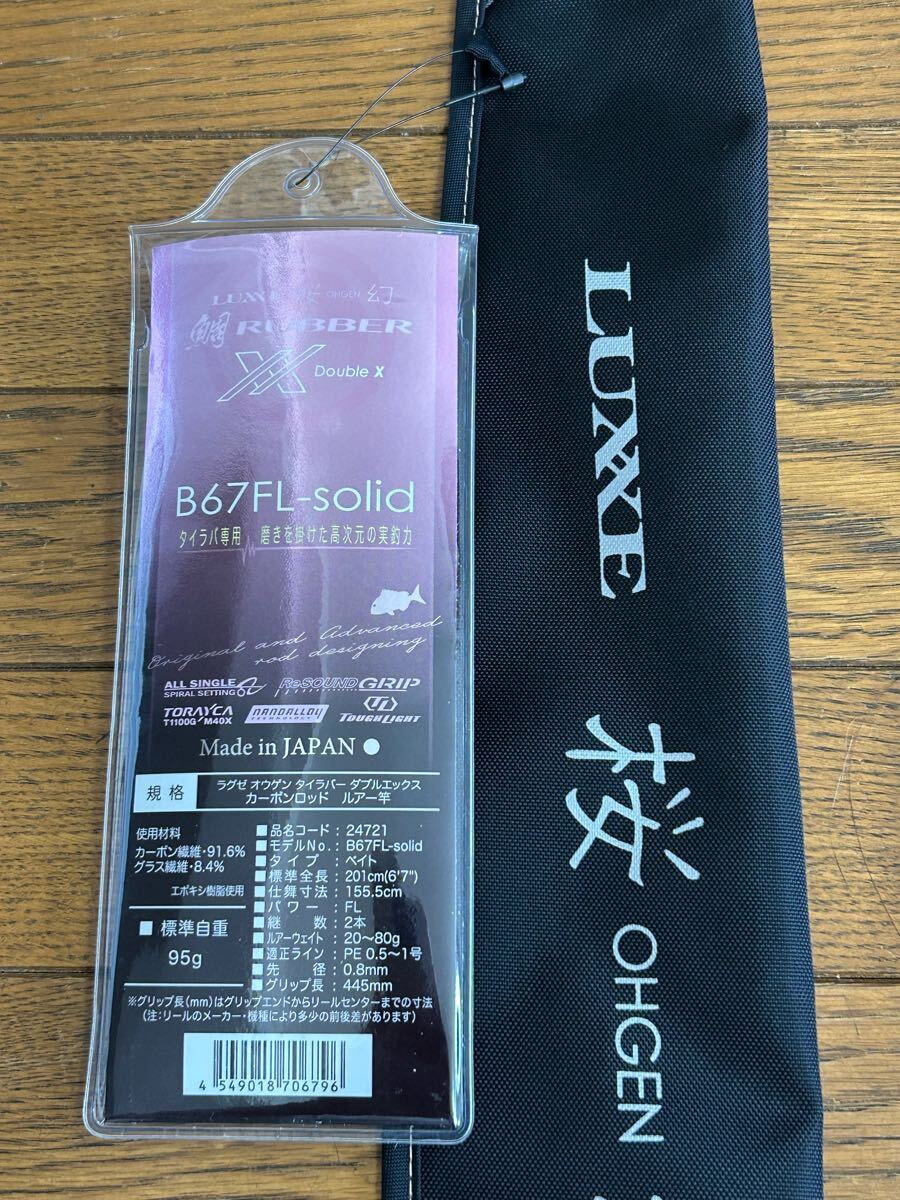 LUXXE 桜 OHGEN 幻
鯛 RUBBER
XX Double X
B67FL-solid
タイラバ専用 磨きを掛けた高次元の実釣力
Original and Advanced
rod designing
ALL SINGLE
SPIRAL SETTING
ReSOUND GRIP
TORAYCA
T1100G M40X
NANOALLOY
TECHNOLOGY
TOUGHLIGHT
Made in JAPAN ●
規格
ラグゼ オウゲン タイラバー ダブルエックス
カーボンロッド ルアー竿
使用材料
カーボン繊維・91.6%
グラス繊維・8.4%
エポキシ樹脂使用
■ 標準自重
95g
■品名コード : 24721
■モデルNo. : B67FL-solid
■タイプ : ベイト
■標準全長 : 201cm(6'7")
■仕舞寸法 : 155.5cm
■パワー : FL
■継数 : 2本
■ルアーウェイト : 20〜80g
■適正ライン : PE 0.5〜1号
■先径 : 0.8mm
■グリップ長 : 445mm
※グリップ長(mm)はグリップエンドからリールセンターまでの寸法
(注:リールのメーカー・機種により多少の前後差があります)
4 549018 706796
LUXXE
桜
OHGEN